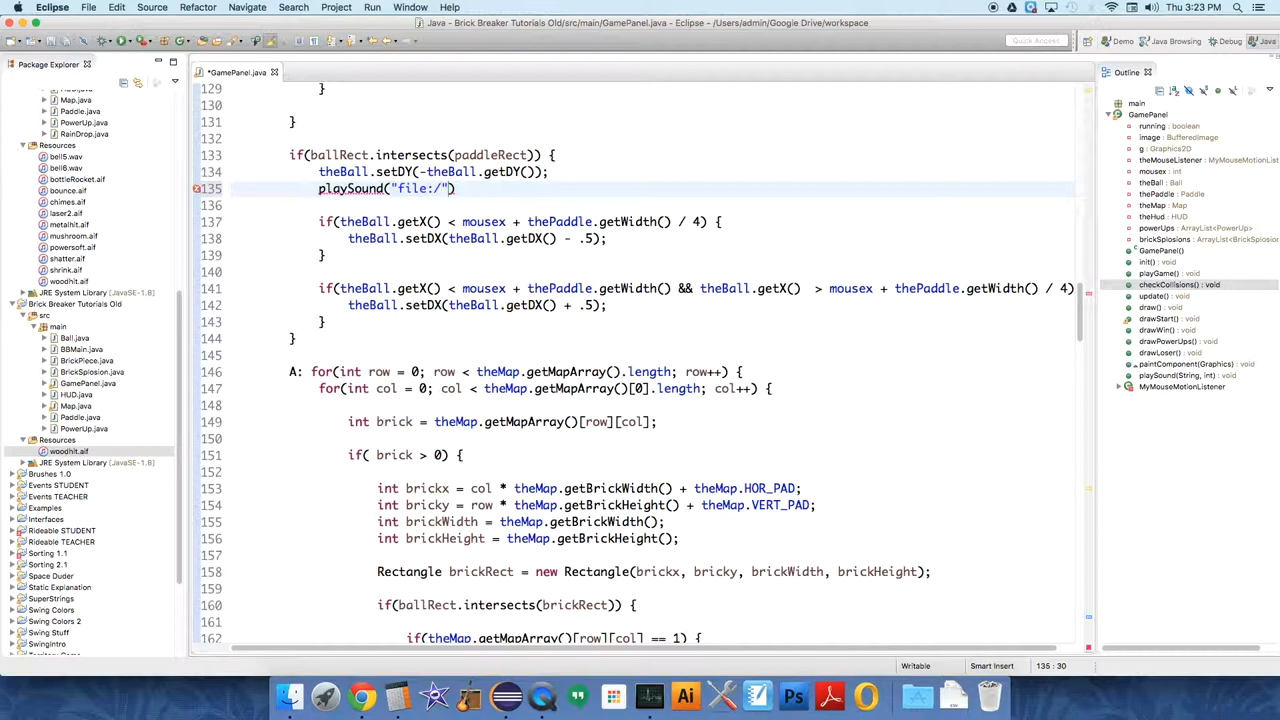 Eclipse File Edit Source Refactor Navigate Search Project Run Window Help Thu 3:23 PM
Java - Brick Breaker Tutorials Old/src/main/GamePanel.java - Eclipse - /Users/admin/Google Drive/workspace
Quick Access Demo Java Browsing Debug Java
Package Explorer
Map.java
Paddle.java
PowerUp.java
RainDrop.java
Resources
bell5.wav
bell6.wav
bottleRocket.aif
bounce.aif
chimes.aif
laser2.aif
metalhit.aif
mushroom.aif
powersoft.aif
shatter.aif
shrink.aif
woodhit.aif
JRE System Library [JavaSE-1.8]
Brick Breaker Tutorials Old
src
main
Ball.java
BBMain.java
BrickPiece.java
BrickSplosion.java
GamePanel.java
HUD.java
Map.java
Paddle.java
PowerUp.java
Resources
woodhit.aif
JRE System Library [JavaSE-1.8]
Brushes 1.0
Events STUDENT
Events TEACHER
Examples
Interfaces
Rideable STUDENT
Rideable TEACHER
Sorting 1.1
Sorting 2.1
Space Duder
Static Explanation
SuperStrings
Swing Colors
Swing Colors 2
Swing Stuff
SwingIntro
*GamePanel.java
129 }
130
131 }
132
133 if(ballRect.intersects(paddleRect)) {
134 theBall.setDY(-theBall.getDY());
135 playSound("file:/")
136
137 if(theBall.getX() < mousex + thePaddle.getWidth() / 4) {
138 theBall.setDX(theBall.getDX() - .5);
139 }
140
141 if(theBall.getX() < mousex + thePaddle.getWidth() && theBall.getX() > mousex + thePaddle.getWidth() / 4)
142 theBall.setDX(theBall.getDX() + .5);
143 }
144 }
145
146 A: for(int row = 0; row < theMap.getMapArray().length; row++) {
147 for(int col = 0; col < theMap.getMapArray()[0].length; col++) {
148
149 int brick = theMap.getMapArray()[row][col];
150
151 if( brick > 0) {
152
153 int brickx = col * theMap.getBrickWidth() + theMap.HOR_PAD;
154 int bricky = row * theMap.getBrickHeight() + theMap.VERT_PAD;
155 int brickWidth = theMap.getBrickWidth();
156 int brickHeight = theMap.getBrickHeight();
157
158 Rectangle brickRect = new Rectangle(brickx, bricky, brickWidth, brickHeight);
159
160 if(ballRect.intersects(brickRect)) {
161
162 if(theMap.getMapArray()[row][col] == 1) {
Outline
main
GamePanel
running : boolean
image : BufferedImage
g : Graphics2D
theMouseListener : MyMouseMotionListener
mousex : int
theBall : Ball
thePaddle : Paddle
theMap : Map
theHud : HUD
powerUps : ArrayList<PowerUp>
brickSplosions : ArrayList<BrickSplosion>
GamePanel()
init() : void
playGame() : void
checkCollisions() : void
update() : void
draw() : void
drawStart() : void
drawWin() : void
drawPowerUps() : void
drawLoser() : void
paintComponent(Graphics) : void
playSound(String, int) : void
MyMouseMotionListener
Writable Smart Insert 135 : 30
Ai Ps